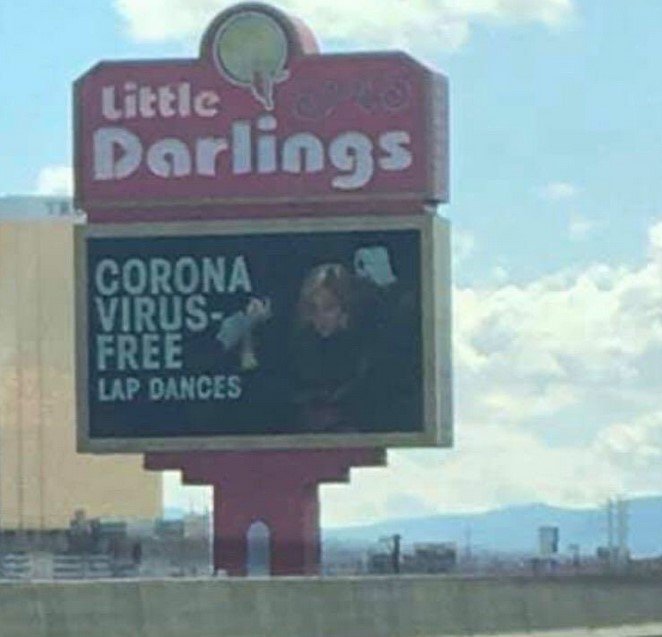 Little
Darlings
CORONA
VIRUS-
FREE
LAP DANCES